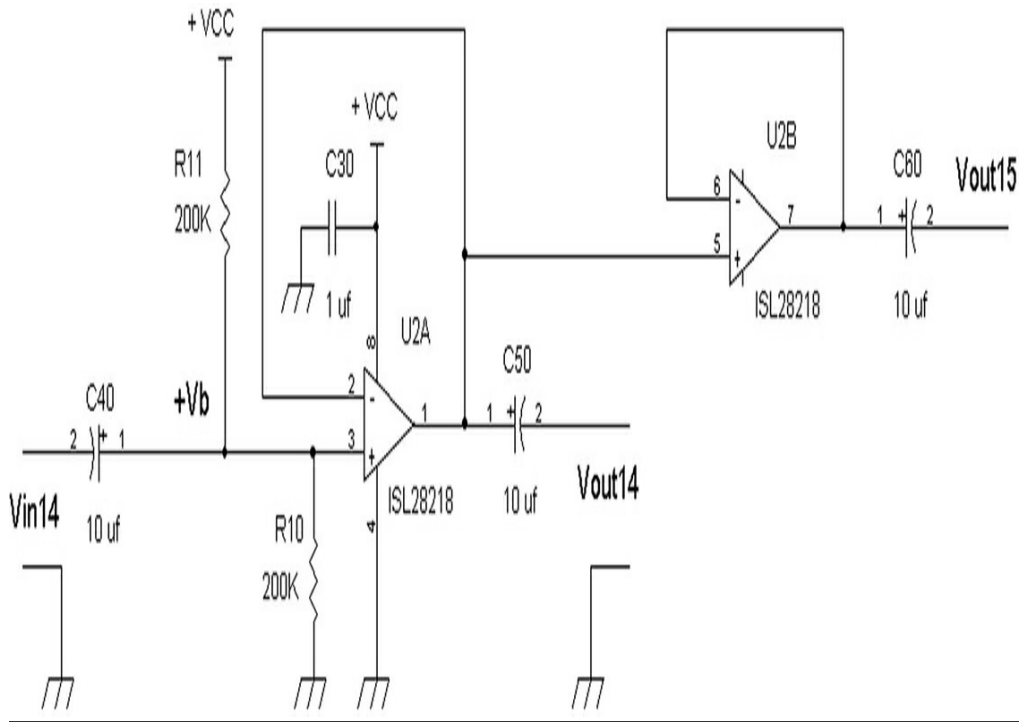 + VCC
+ VCC
R11
200K
C30
1 uf
U2B
C60
Vout15
6
-
7
1
+
2
5
+
ISL28218
10 uf
8
U2A
C50
C40
+Vb
2
-
1
1
+
2
2
+
1
3
+
Vin14
10 uf
R10
200K
4
ISL28218
10 uf
Vout14